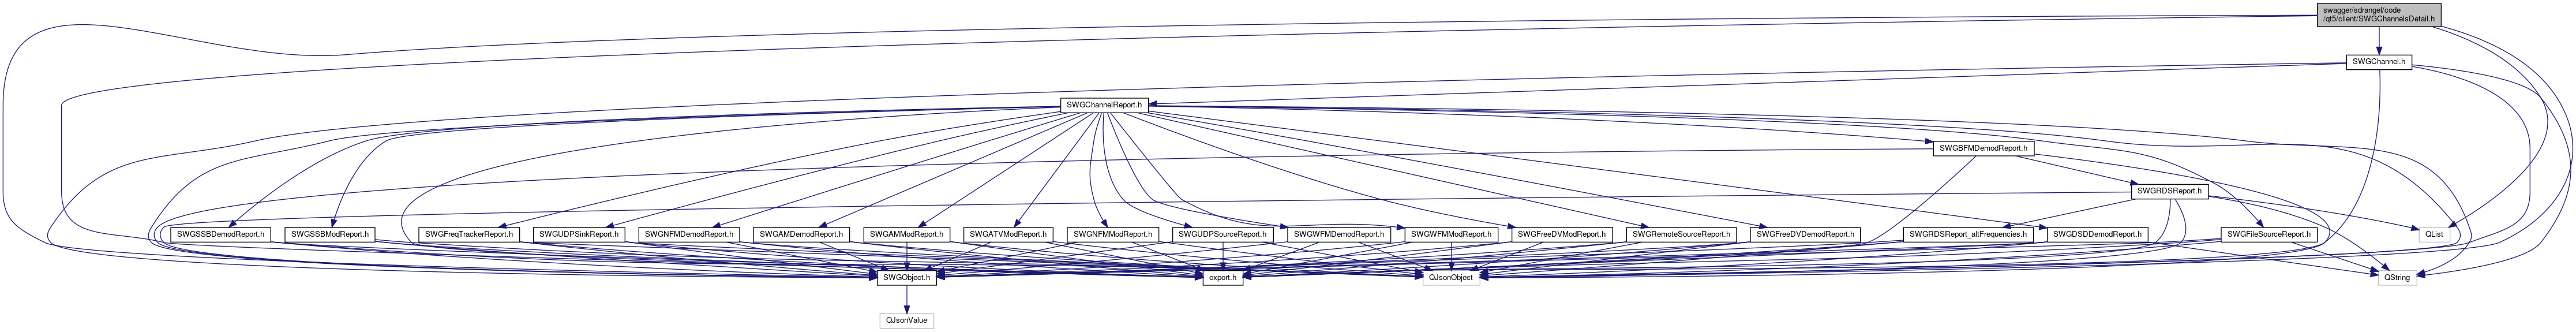 swagger/sdrangel/code
/qt5/client/SWGChannelsDetail.h
SWGChannel.h
SWGChannelReport.h
SWGBFMDemodReport.h
SWGRDSReport.h
SWGSSBDemodReport.h
SWGSSBModReport.h
SWGFreqTrackerReport.h
SWGUDPSinkReport.h
SWGNFMDemodReport.h
SWGAMDemodReport.h
SWGAMModReport.h
SWGATVModReport.h
SWGNFMModReport.h
SWGUDPSourceReport.h
SWGWFMDemodReport.h
SWGWFMModReport.h
SWGFreeDVModReport.h
SWGRemoteSourceReport.h
SWGFreeDVDemodReport.h
SWGRDSReport_altFrequencies.h
SWGDSDDemodReport.h
SWGFileSourceReport.h
QList
SWGObject.h
export.h
QJsonObject
QString
QJsonValue